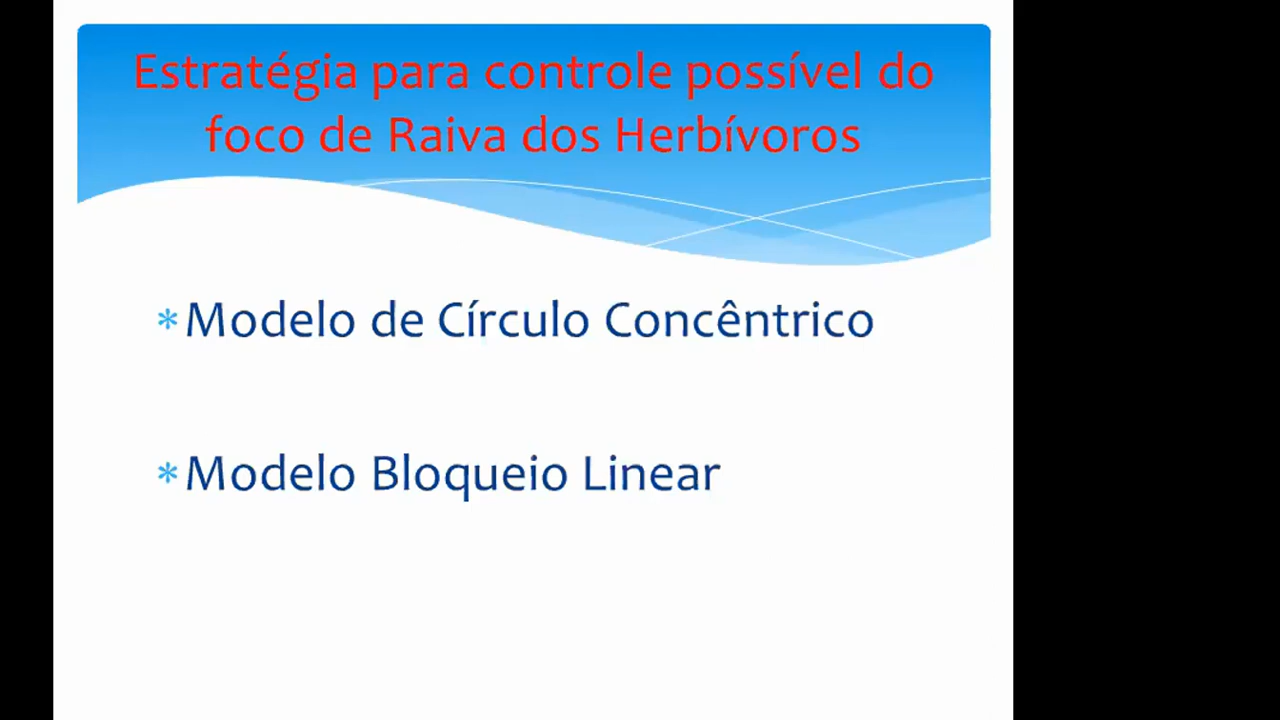 Estratégia para controle possível do
foco de Raiva dos Herbívoros
*Modelo de Círculo Concêntrico
*Modelo Bloqueio Linear